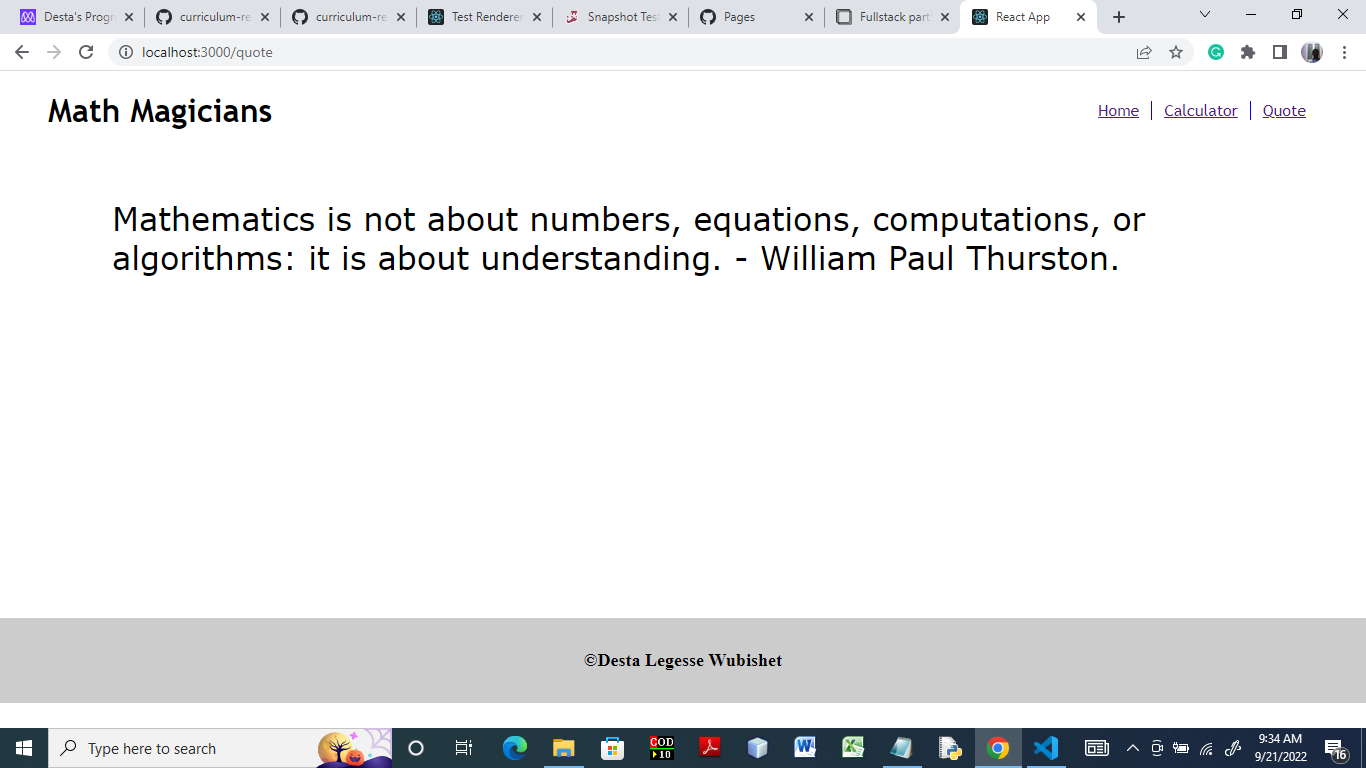 Desta's Progr
curriculum-re
curriculum-re
Test Renderer
Snapshot Test
Pages
Fullstack part
React App
localhost:3000/quote
Math Magicians
Home
Calculator
Quote
Mathematics is not about numbers, equations, computations, or
algorithms: it is about understanding. - William Paul Thurston.
©Desta Legesse Wubishet
Type here to search
COD
10
9:34 AM
9/21/2022
16